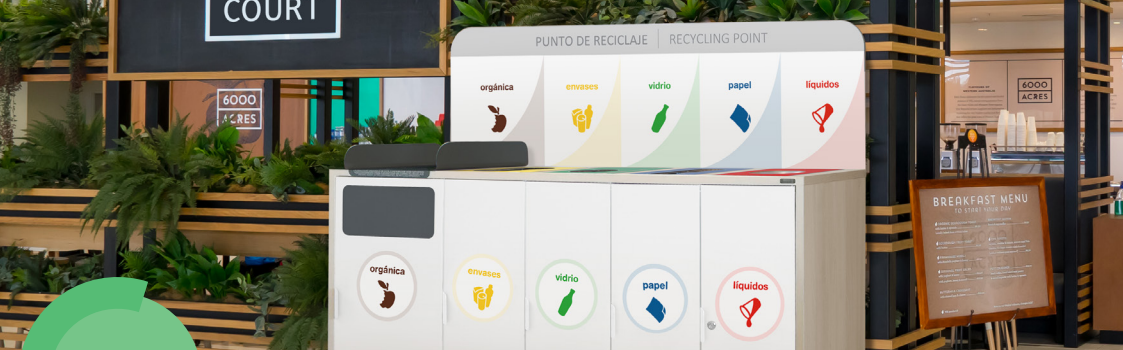 COURT
PUNTO DE RECICLAJE | RECYCLING POINT
orgánica
envases
vidrio
papel
líquidos
6000
ACRES
6000
ACRES
BREAKFAST MENU
TO START YOUR DAY
orgánica
envases
vidrio
papel
líquidos